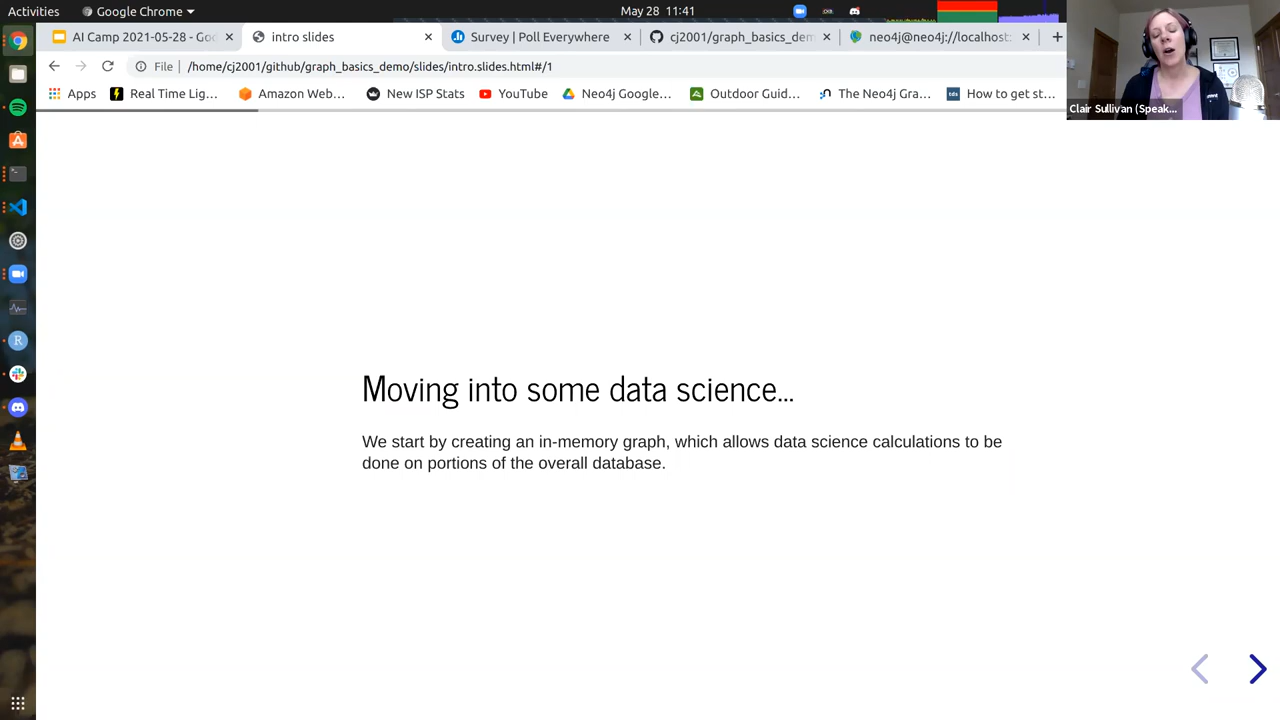 Activities
Google Chrome
May 28 11:41
AI Camp 2021-05-28 - Goo
intro slides
Survey | Poll Everywhere
cj2001/graph_basics_dem
neo4j@neo4j://localhost:
File
/home/cj2001/github/graph_basics_demo/slides/intro.slides.html#/1
Apps
Real Time Lig...
Amazon Web...
New ISP Stats
YouTube
Neo4j Google...
Outdoor Guid...
The Neo4j Gra...
tds
How to get st...
Clair Sullivan (Speak...
Moving into some data science...
We start by creating an in-memory graph, which allows data science calculations to be
done on portions of the overall database.